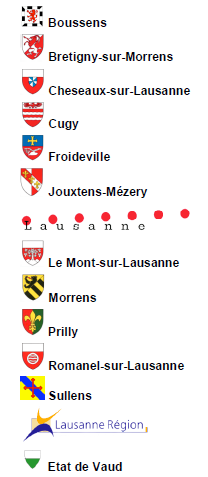 Boussens
Bretigny-sur-Morrens
Cheseaux-sur-Lausanne
Cugy
Froideville
Jouxtens-Mézery
Lausanne
Le Mont-sur-Lausanne
Morrens
Prilly
Romanel-sur-Lausanne
Sullens
Lausanne Région
Etat de Vaud